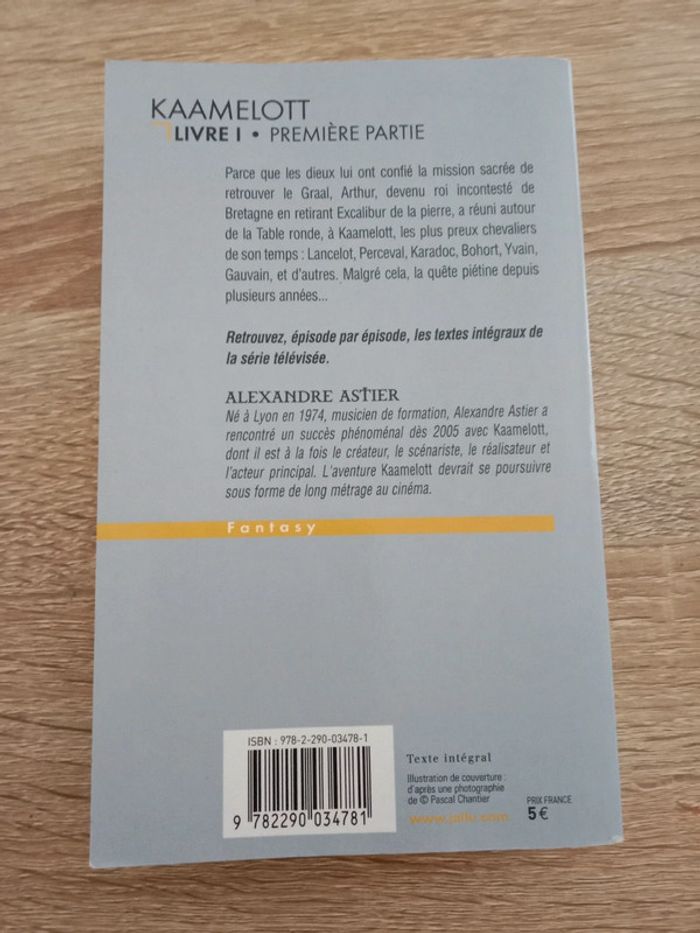 KAAMELOTT
LIVRE I • PREMIÈRE PARTIE
Parce que les dieux lui ont confié la mission sacrée de
retrouver le Graal, Arthur, devenu roi incontesté de
Bretagne en retirant Excalibur de la pierre, a réuni autour
de la Table ronde, à Kaamelott, les plus preux chevaliers
de son temps : Lancelot, Perceval, Karadoc, Bohort, Yvain,
Gauvain, et d'autres. Malgré cela, la quête piétine depuis
plusieurs années...
Retrouvez, épisode par épisode, les textes intégraux de
la série télévisée.
ALEXANDRE ASTIER
Né à Lyon en 1974, musicien de formation, Alexandre Astier a
rencontré un succès phénoménal dès 2005 avec Kaamelott,
dont il est à la fois le créateur, le scénariste, le réalisateur et
l'acteur principal. L'aventure Kaamelott devrait se poursuivre
sous forme de long métrage au cinéma.
Fantasy
ISBN : 978-2-290-03478-1
9 782290 034781
Texte intégral
Illustration de couverture :
d'après une photographie
de © Pascal Chantier
www.jailu.com
PRIX FRANCE
5 €